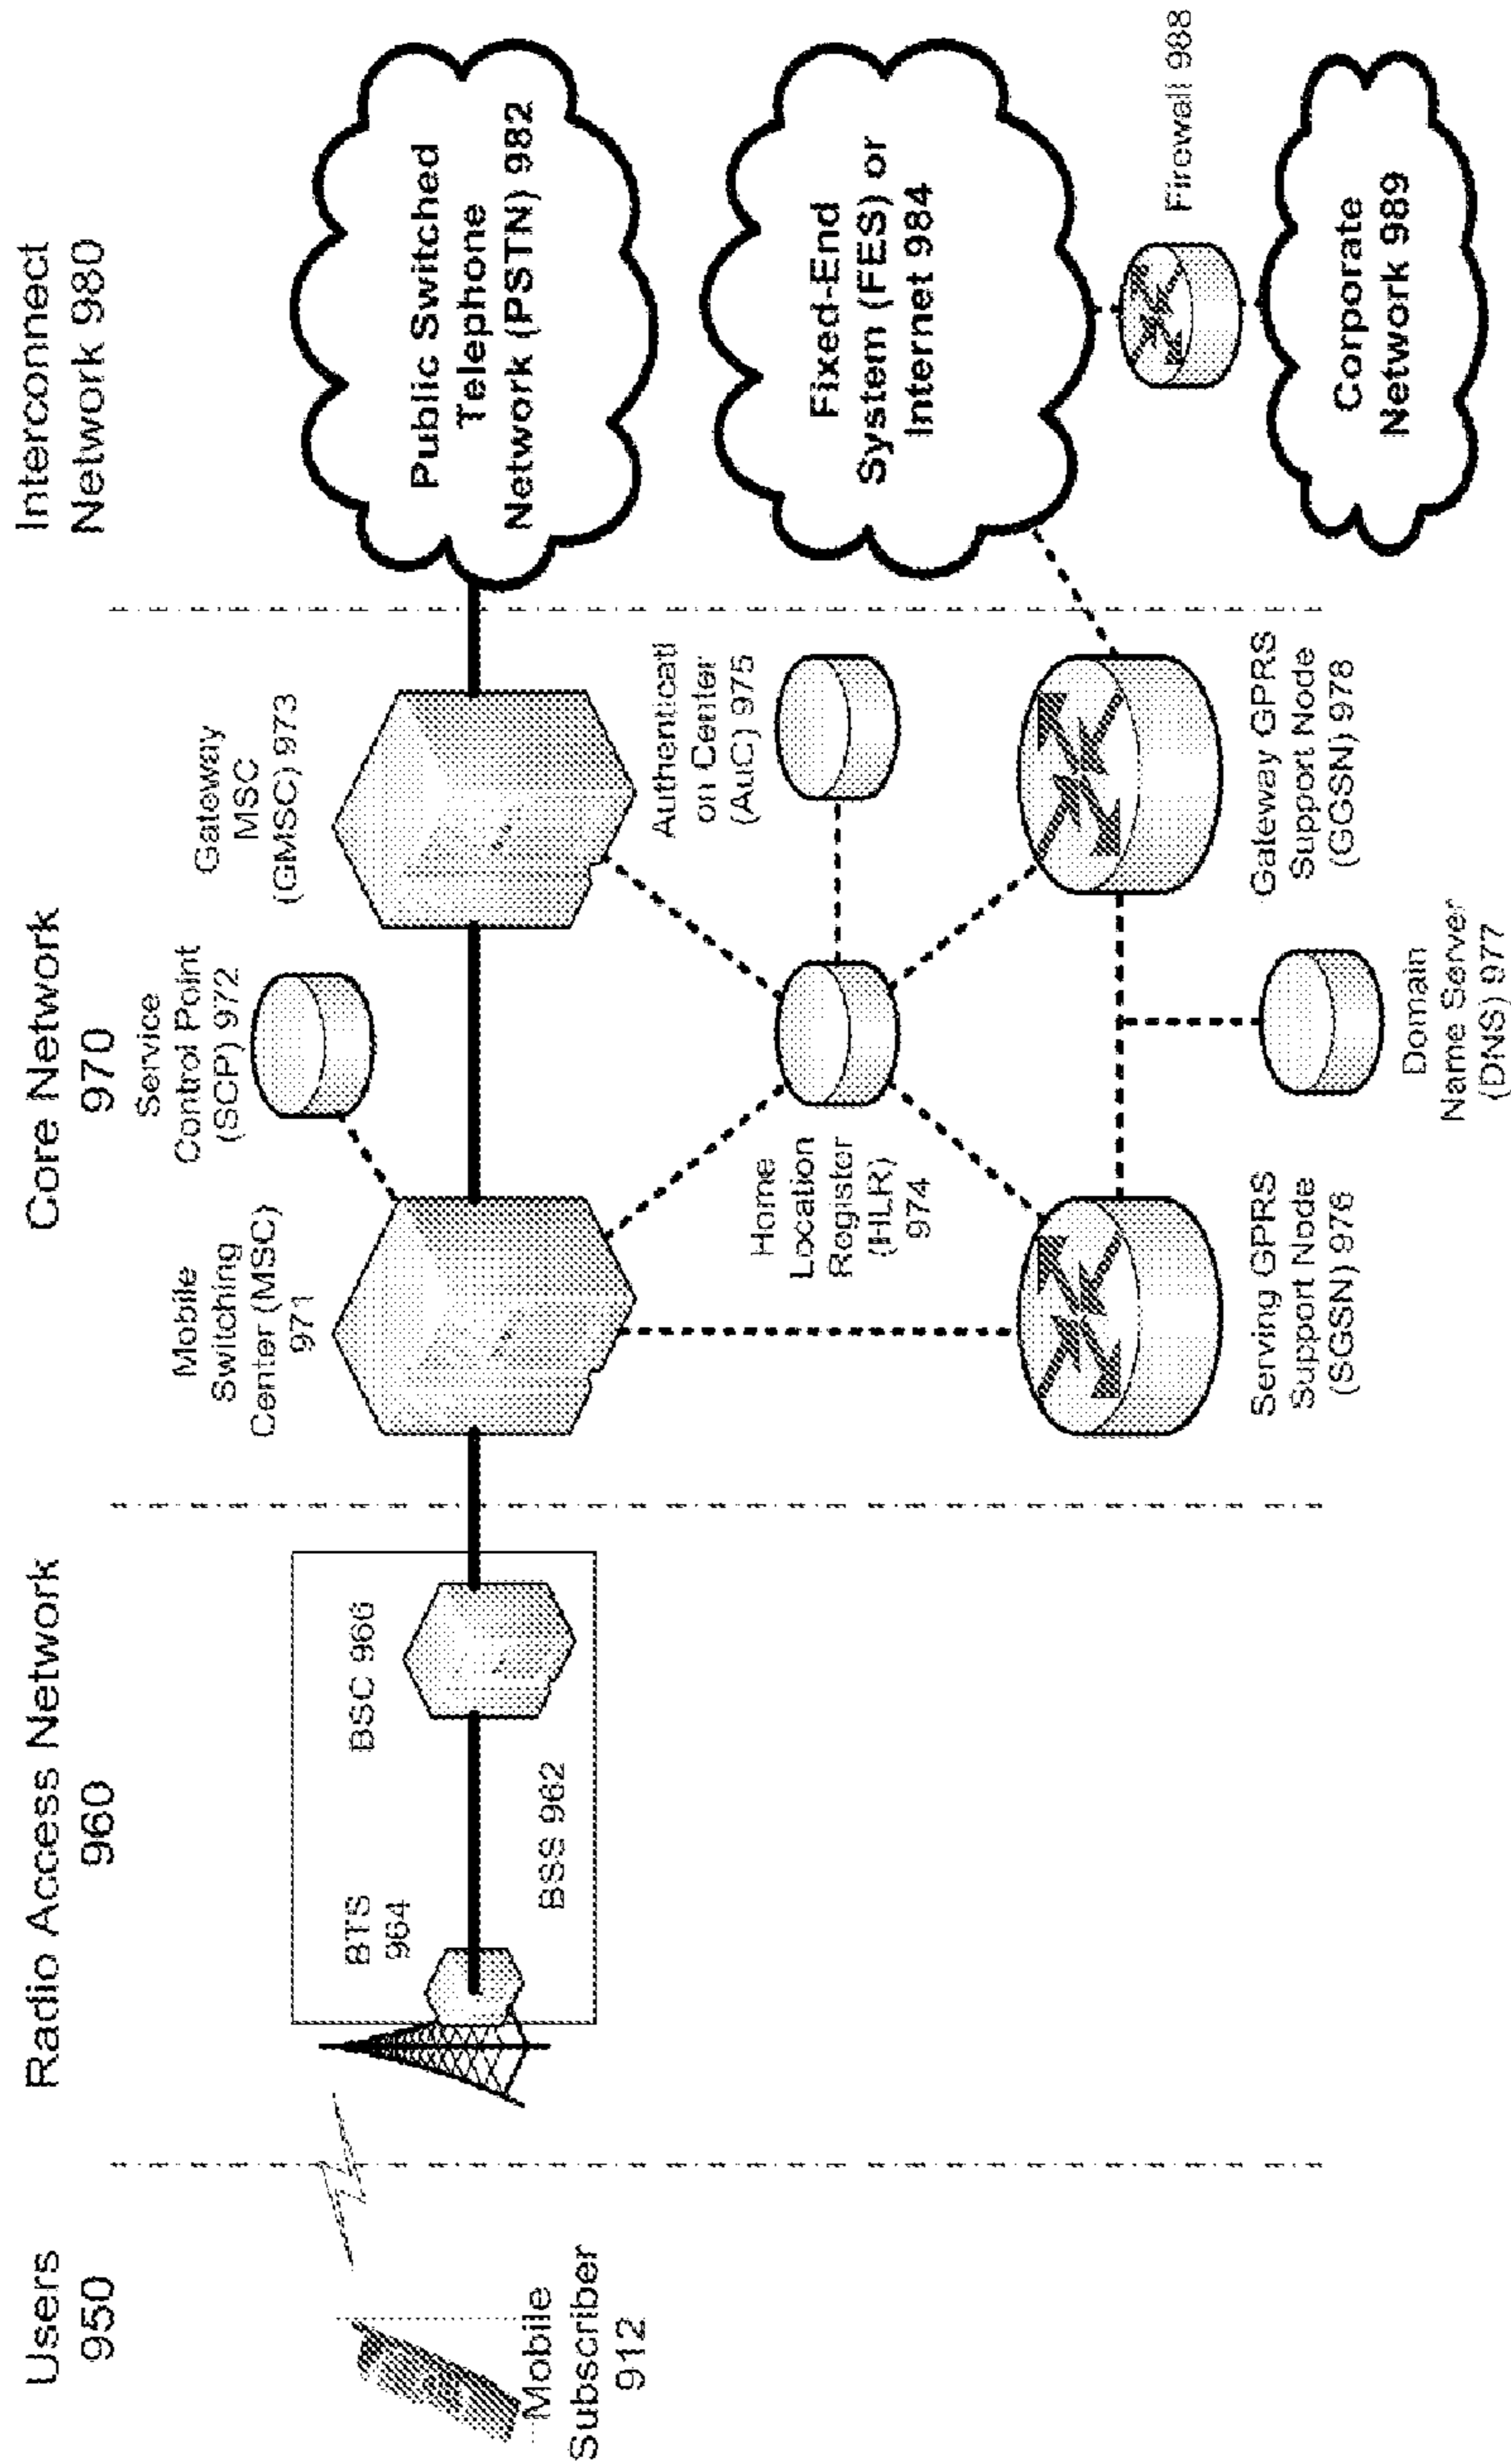 Users
950
Radio Access Network
960
Core Network
970
Interconnect
Network 980
Mobile
Subscriber
912
BTS
964
BSC 966
BSS 962
Mobile
Switching
Center (MSC)
971
Service
Control Point
(SCP) 972
Gateway
MSC
(GMSC) 973
Home
Location
Register
(HLR)
974
Authenticati
on Center
(AuC) 975
Serving GPRS
Support Node
(SGSN) 976
Domain
Name Server
(DNS) 977
Gateway GPRS
Support Node
(GGSN) 978
Public Switched
Telephone
Network (PSTN) 982
Fixed-End
System (FES) or
Internet 984
Firewall 988
Corporate
Network 989